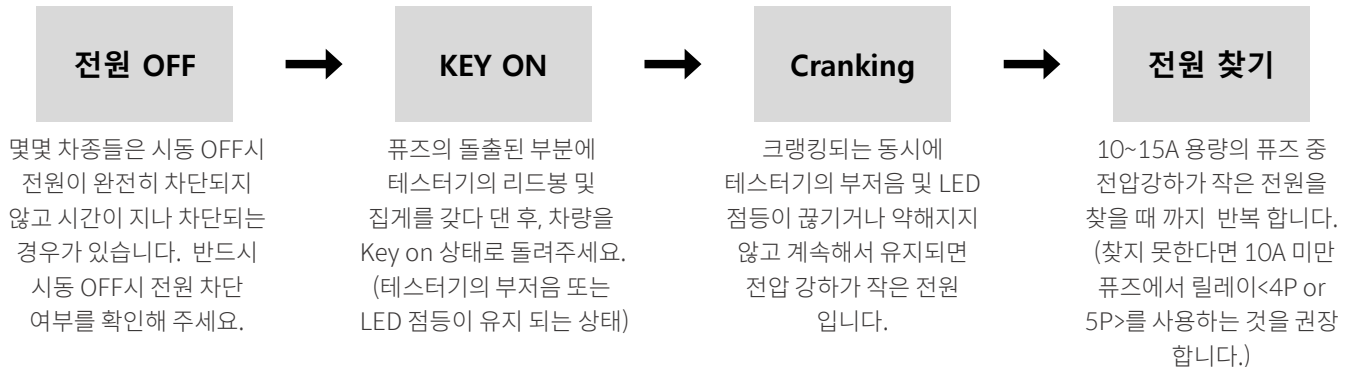 전원 OFF
몇몇 차종들은 시동 OFF시
전원이 완전히 차단되지
않고 시간이 지나 차단되는
경우가 있습니다. 반드시
시동 OFF시 전원 차단
여부를 확인해 주세요.
KEY ON
퓨즈의 돌출된 부분에
테스터기의 리드봉 및
집게를 갖다 댄 후, 차량을
Key on 상태로 돌려주세요.
(테스터기의 부저음 또는
LED 점등이 유지 되는 상태)
Cranking
크랭킹되는 동시에
테스터기의 부저음 및 LED
점등이 끊기거나 약해지지
않고 계속해서 유지되면
전압 강하가 작은 전원
입니다.
전원 찾기
10~15A 용량의 퓨즈 중
전압강하가 작은 전원을
찾을 때 까지 반복 합니다.
(찾지 못한다면 10A 미만
퓨즈에서 릴레이<4P or
5P>를 사용하는 것을 권장
합니다.)